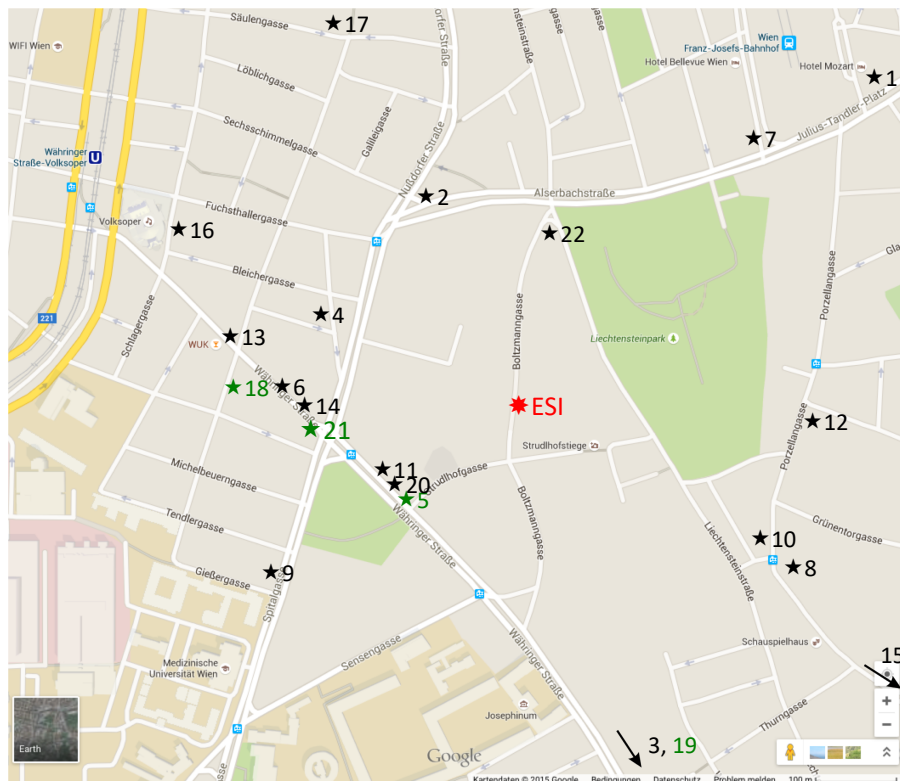 17
Säulengasse
WIFI Wien
Löblichgasse
Sechsschimmelgasse
Galileigasse
Nußdorfer Straße
Wien
Franz-Josefs-Bahnhof
Hotel Bellevue Wien
Hotel Mozart
1
7
Julius-Tandler-Platz
Währinger
Straße-Volksoper
U
2
Alserbachstraße
Fuchsthallergasse
Volksoper
16
22
Bleichergasse
Porzellangasse
221
Schlagergasse
4
13
WUK
Boltzmanngasse
Liechtensteinpark
18
6
14
Währinger Straße
ESI
21
12
Strudlhofstiege
Porzellangasse
Michelbeuerngasse
11
20
5
Strudlhofgasse
Tendlergasse
Währinger Straße
Boltzmanngasse
Liechtensteinstraße
10
Grünentorgasse
8
9
Gießergasse
Spitalgasse
Sensengasse
Währinger Straße
Schauspielhaus
15
Medizinische
Universität Wien
Josephinum
Thurngasse
3, 19
Earth
Google
Kartendaten © 2015 Google
Bedingungen
Datenschutz
Problem melden
100 m